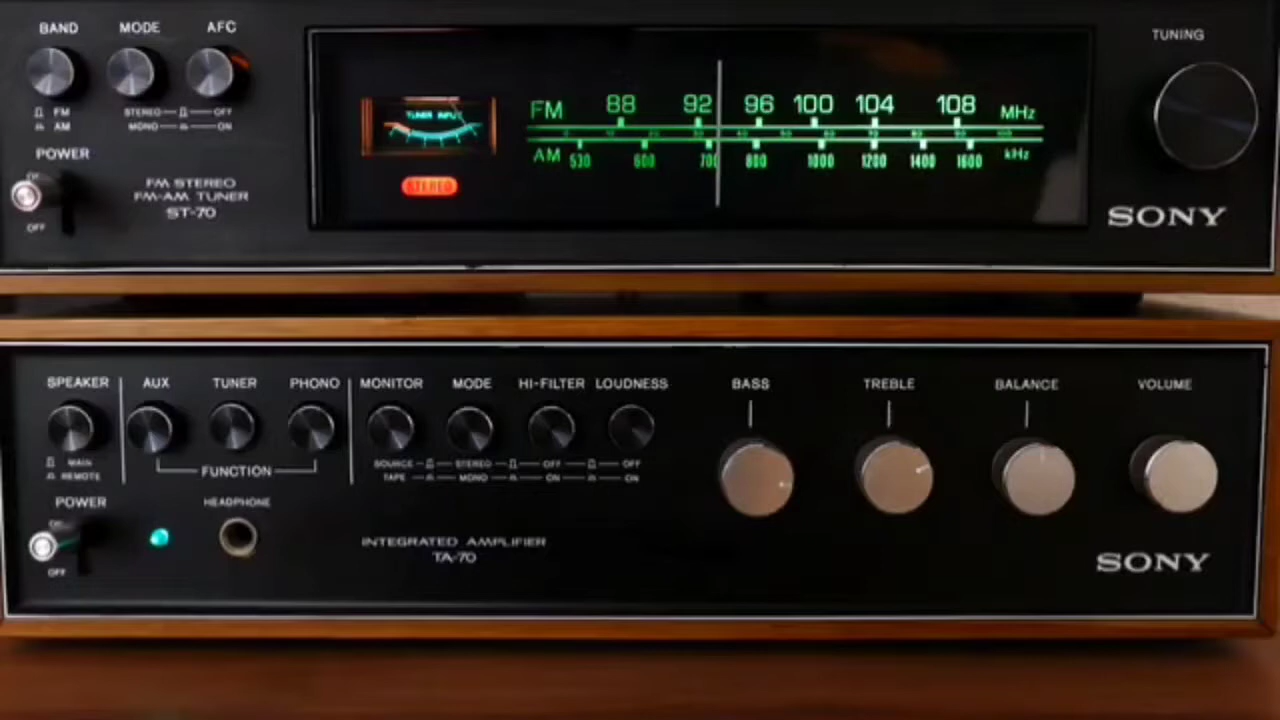 BAND MODE AFC
FM STEREO OFF
AM MONO ON
POWER
OFF
FM STEREO
FM-AM TUNER
ST-70
TUNER INPUT
STEREO
FM 88 92 96 100 104 108 MHz
AM 530 600 700 800 1000 1200 1400 1600 kHz
TUNING
SONY
SPEAKER AUX TUNER PHONO MONITOR MODE HI-FILTER LOUDNESS BASS TREBLE BALANCE VOLUME
MAIN SOURCE STEREO OFF OFF
REMOTE TAPE MONO ON ON
FUNCTION
POWER HEADPHONE
OFF
INTEGRATED AMPLIFIER
TA-70
SONY